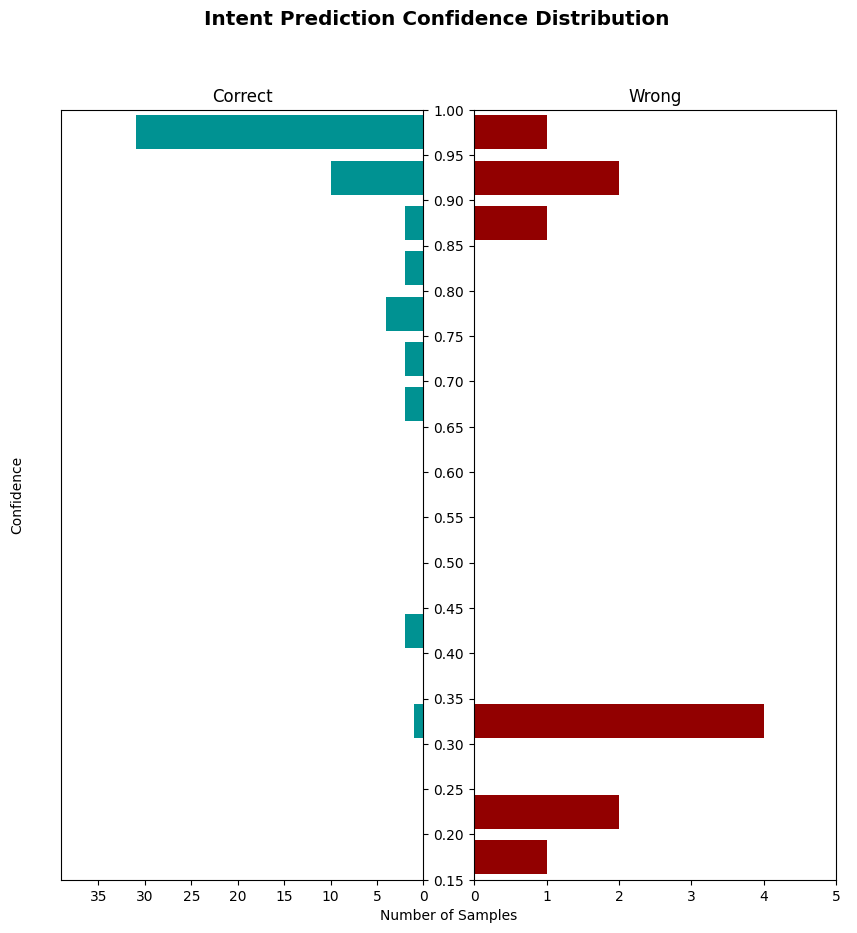 Intent Prediction Confidence Distribution
Correct
Wrong
1.00
0.95
0.90
0.85
0.80
0.75
0.70
0.65
0.60
0.55
0.50
0.45
0.40
0.35
0.30
0.25
0.20
0.15
Confidence
35 30 25 20 15 10 5 0
0 1 2 3 4 5
Number of Samples